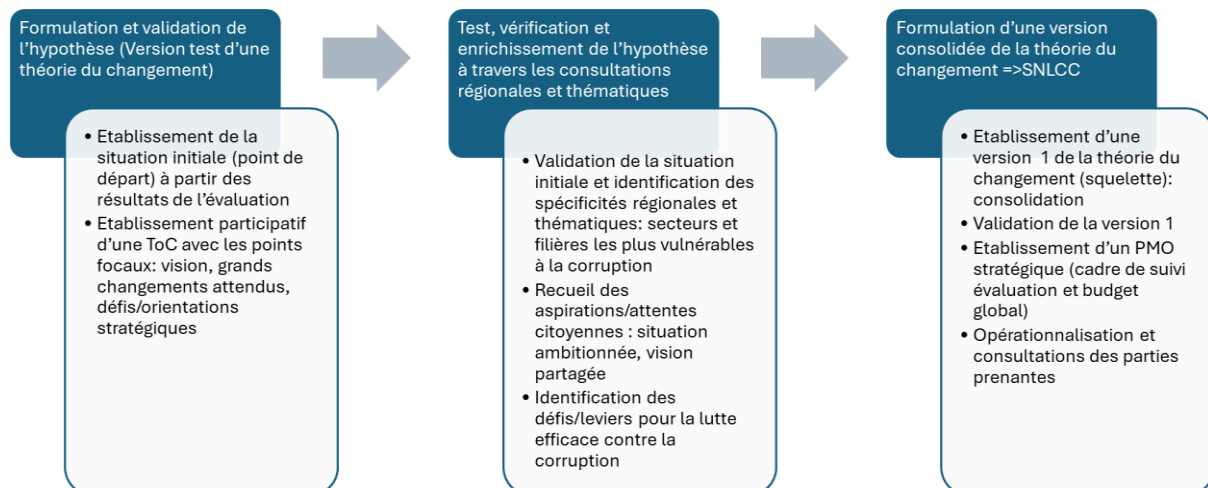 Formulation et validation de
l’hypothèse (Version test d’une
théorie du changement)
• Etablissement de la
situation initiale (point de
départ) à partir des
résultats de l’évaluation
• Etablissement participatif
d’une ToC avec les points
focaux: vision, grands
changements attendus,
défis/orientations
stratégiques
Test, vérification et
enrichissement de l’hypothèse
à travers les consultations
régionales et thématiques
• Validation de la situation
initiale et identification des
spécificités régionales et
thématiques: secteurs et
filières les plus vulnérables
à la corruption
• Recueil des
aspirations/attentes
citoyennes : situation
ambitionnée, vision
partagée
• Identification des
défis/leviers pour la lutte
efficace contre la
corruption
Formulation d’une version
consolidée de la théorie du
changement =>SNLCC
• Etablissement d’une
version 1 de la théorie du
changement (squelette):
consolidation
• Validation de la version 1
• Etablissement d’un PMO
stratégique (cadre de suivi
évaluation et budget
global)
• Opérationnalisation et
consultations des parties
prenantes